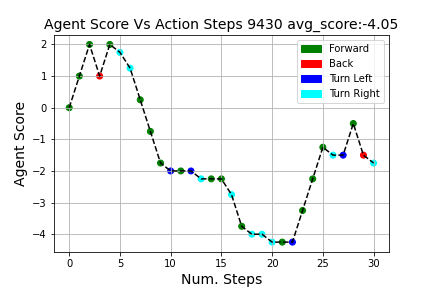 Agent Score Vs Action Steps 9430 avg_score:-4.05
Forward
Back
Turn Left
Turn Right
Agent Score
2
1
0
−1
−2
−3
−4
0 5 10 15 20 25 30
Num. Steps